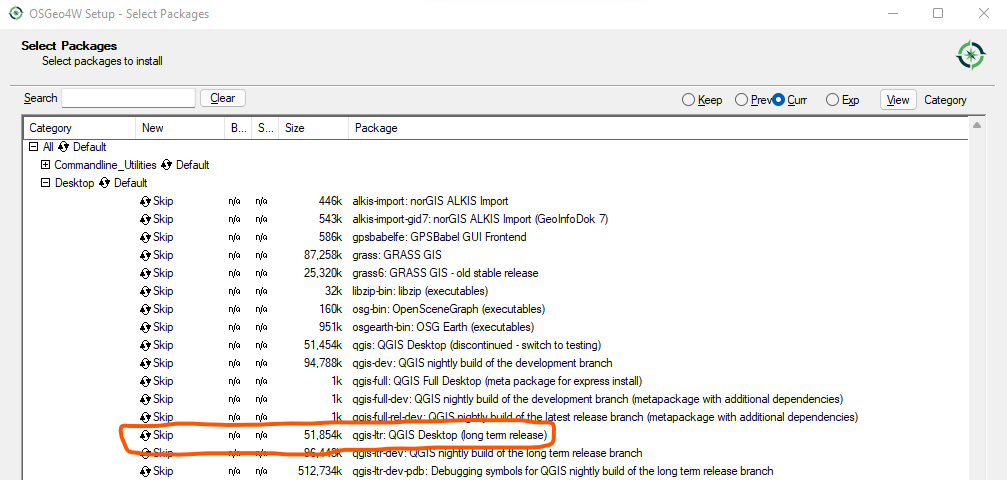 OSGeo4W Setup - Select Packages
Select Packages
Select packages to install
Search Clear Keep Prev Curr Exp View Category
Category New B... S... Size Package
All Default
Commandline_Utilities Default
Desktop Default
Skip n/a n/a 446k alkis-import: norGIS ALKIS Import
Skip n/a n/a 543k alkis-import-gid7: norGIS ALKIS Import (GeoInfoDok 7)
Skip n/a n/a 586k gpsbabelfe: GPSBabel GUI Frontend
Skip n/a n/a 87,258k grass: GRASS GIS
Skip n/a n/a 25,320k grass6: GRASS GIS - old stable release
Skip n/a n/a 32k libzip-bin: libzip (executables)
Skip n/a n/a 160k osg-bin: OpenSceneGraph (executables)
Skip n/a n/a 951k osgearth-bin: OSG Earth (executables)
Skip n/a n/a 51,454k qgis: QGIS Desktop (discontinued - switch to testing)
Skip n/a n/a 94,788k qgis-dev: QGIS nightly build of the development branch
Skip n/a n/a 1k qgis-full: QGIS Full Desktop (meta package for express install)
Skip n/a n/a 1k qgis-full-dev: QGIS nightly build of the development branch (metapackage with additional dependencies)
Skip n/a n/a 1k qgis-full-rel-dev: QGIS nightly build of the latest release branch (metapackage with additional dependencies)
Skip n/a n/a 51,854k qgis-ltr: QGIS Desktop (long term release)
Skip n/a n/a qgis-ltr-dev: QGIS nightly build of the long term release branch
Skip n/a n/a 512,734k qgis-ltr-dev-pdb: Debugging symbols for QGIS nightly build of the long term release branch